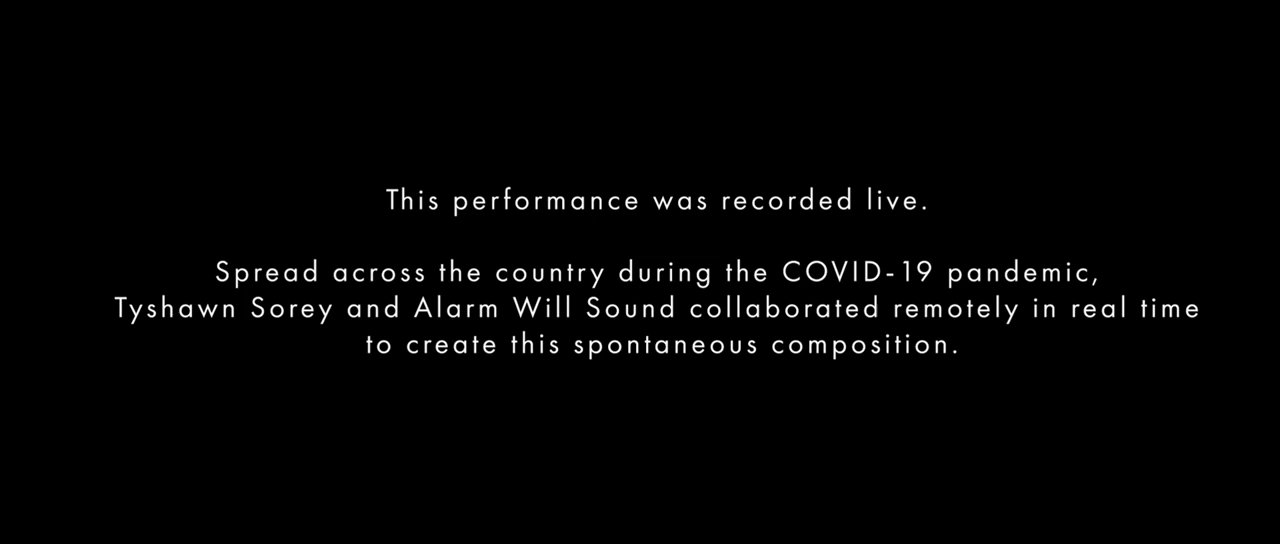 This performance was recorded live.
Spread across the country during the COVID-19 pandemic,
Tyshawn Sorey and Alarm Will Sound collaborated remotely in real time
to create this spontaneous composition.